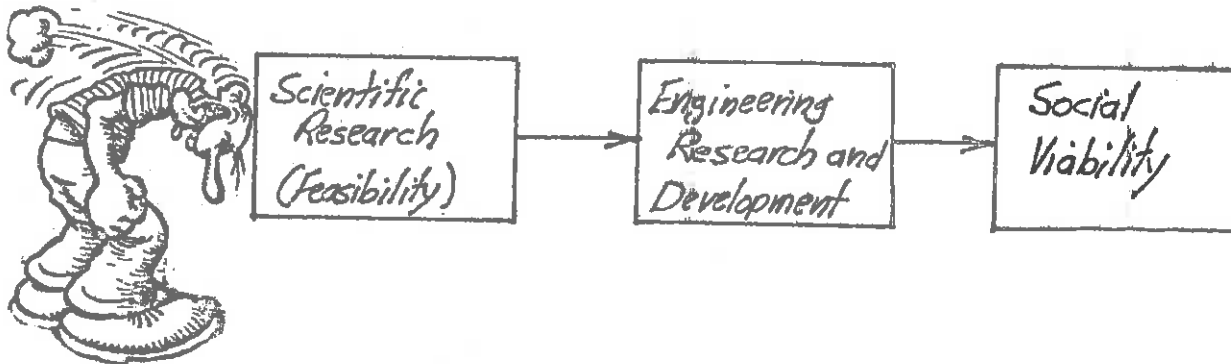 Scientific
Research
(Feasibility)
Engineering
Research and
Development
Social
Viability